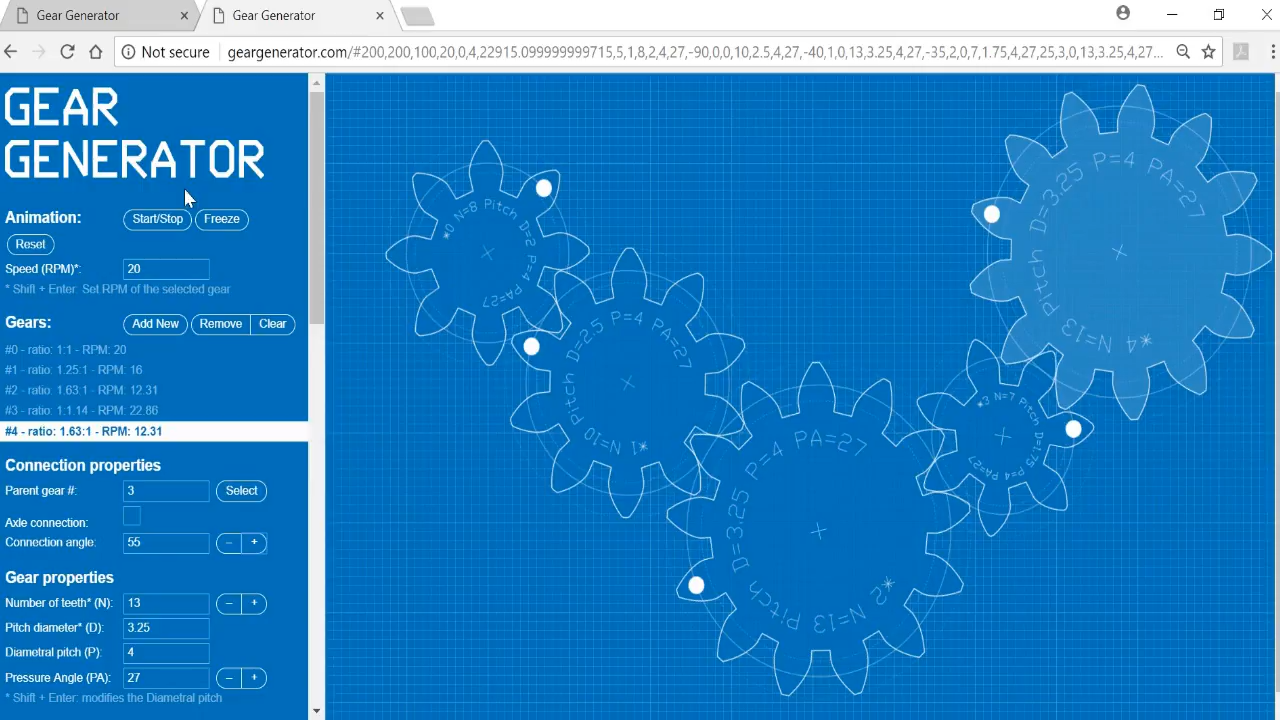 Gear Generator
Gear Generator
Not secure
geargenerator.com/#200,200,100,20,0,4,22915.099999999715,5,1,8,2,4,27,-90,0,0,10,2.5,4,27,-40,1,0,13,3.25,4,27,-35,2,0,7,1.75,4,27,25,3,0,13,3.25,4,27...
GEAR
GENERATOR
Animation:
Start/Stop
Freeze
Reset
Speed (RPM)*:
20
* Shift + Enter: Set RPM of the selected gear
Gears:
Add New
Remove
Clear
#0 - ratio: 1:1 - RPM: 20
#1 - ratio: 1.25:1 - RPM: 16
#2 - ratio: 1.63:1 - RPM: 12.31
#3 - ratio: 1:1.14 - RPM: 22.86
#4 - ratio: 1.63:1 - RPM: 12.31
Connection properties
Parent gear #:
3
Select
Axle connection:
Connection angle:
55
– +
Gear properties
Number of teeth* (N):
13
– +
Pitch diameter* (D):
3.25
Diametral pitch (P):
4
Pressure Angle (PA):
27
– +
* Shift + Enter: modifies the Diametral pitch
*0 N=8 Pitch D=2 P=4 PA=27
*1 N=10 Pitch D=2.5 P=4 PA=27
*2 N=13 Pitch D=3.25 P=4 PA=27
*3 N=7 Pitch D=1.75 P=4 PA=27
*4 N=13 Pitch D=3.25 P=4 PA=27